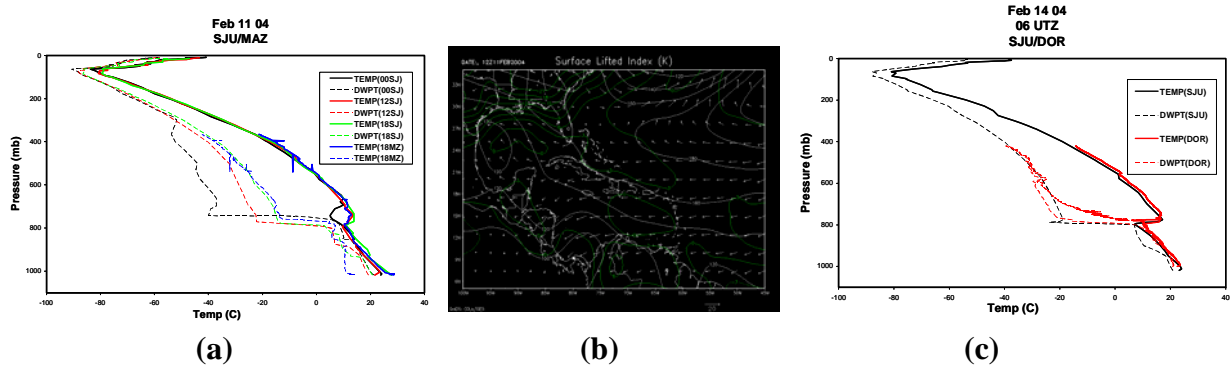 Feb 11 04
SJU/MAZ
0
200
400
600
800
1000
Pressure (mb)
-100
-80
-60
-40
-20
0
20
40
Temp (C)
TEMP(00SJ)
DWPT(00SJ)
TEMP(12SJ)
DWPT(12SJ)
TEMP(18SJ)
DWPT(18SJ)
TEMP(18MZ)
TEMP(18MZ)
(a)
DATE: 12Z11FEB2004
Surface Lifted Index (K)
(b)
Feb 14 04
06 UTZ
SJU/DOR
0
200
400
600
800
1000
Pressure (mb)
-100
-80
-60
-40
-20
0
20
40
Temp (C)
TEMP(SJU)
DWPT(SJU)
TEMP(DOR)
DWPT(DOR)
(c)